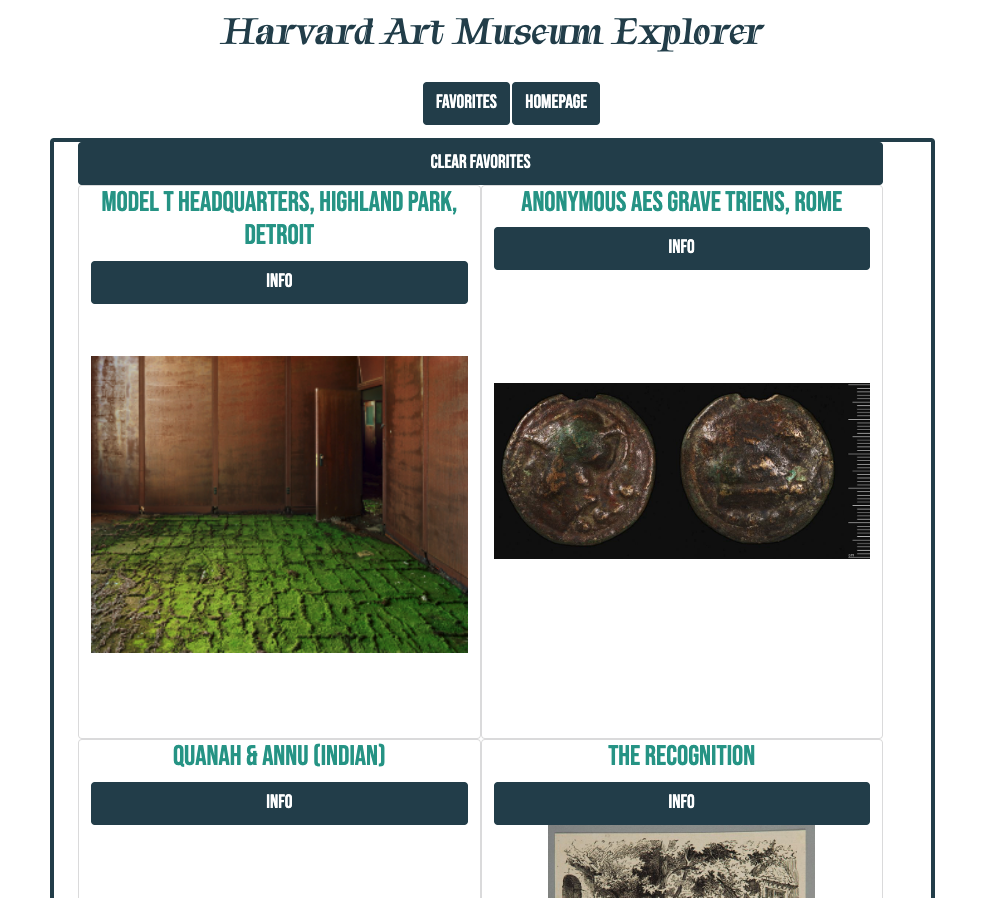 Harvard Art Museum Explorer
FAVORITES
HOMEPAGE
CLEAR FAVORITES
MODEL T HEADQUARTERS, HIGHLAND PARK,
DETROIT
INFO
ANONYMOUS AES GRAVE TRIENS, ROME
INFO
QUANAH & ANNU (INDIAN)
INFO
THE RECOGNITION
INFO